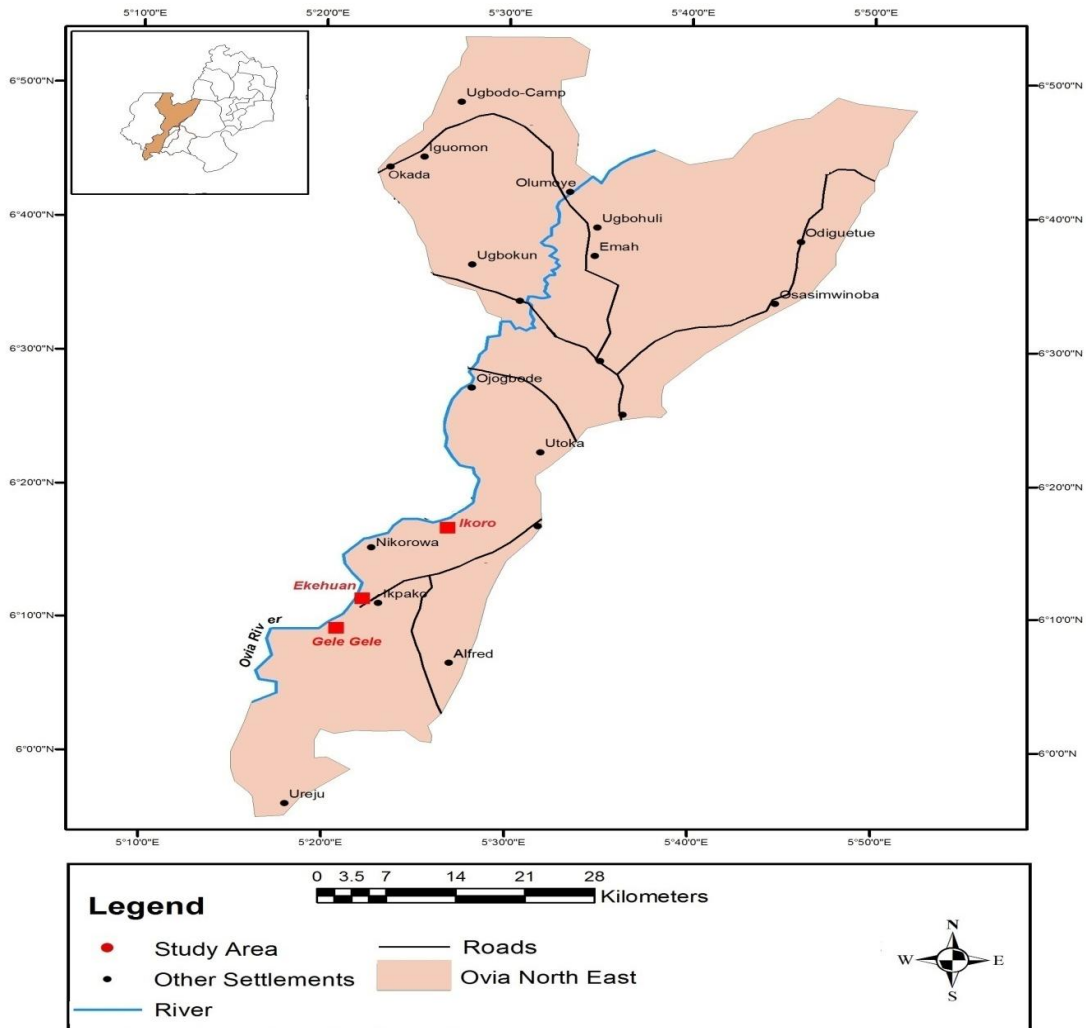 5°10'0"E 5°20'0"E 5°30'0"E 5°40'0"E 5°50'0"E
6°50'0"N 6°50'0"N
Ugbodo-Camp
Iguomon
Okada
Olumoye
6°40'0"N 6°40'0"N
Ugbohuli
Odiguetue
Emah
Ugbokun
Osasimwinoba
6°30'0"N 6°30'0"N
Ojogbode
Utoka
6°20'0"N 6°20'0"N
Ikoro
Nikorowa
Ekehuan
Ikpako
6°10'0"N 6°10'0"N
Ovia River
Gele Gele
Alfred
6°0'0"N 6°0'0"N
Ureju
5°10'0"E 5°20'0"E 5°30'0"E 5°40'0"E 5°50'0"E
0 3.5 7 14 21 28
Kilometers
Legend
Study Area
Roads
Other Settlements
Ovia North East
River
N
W E
S